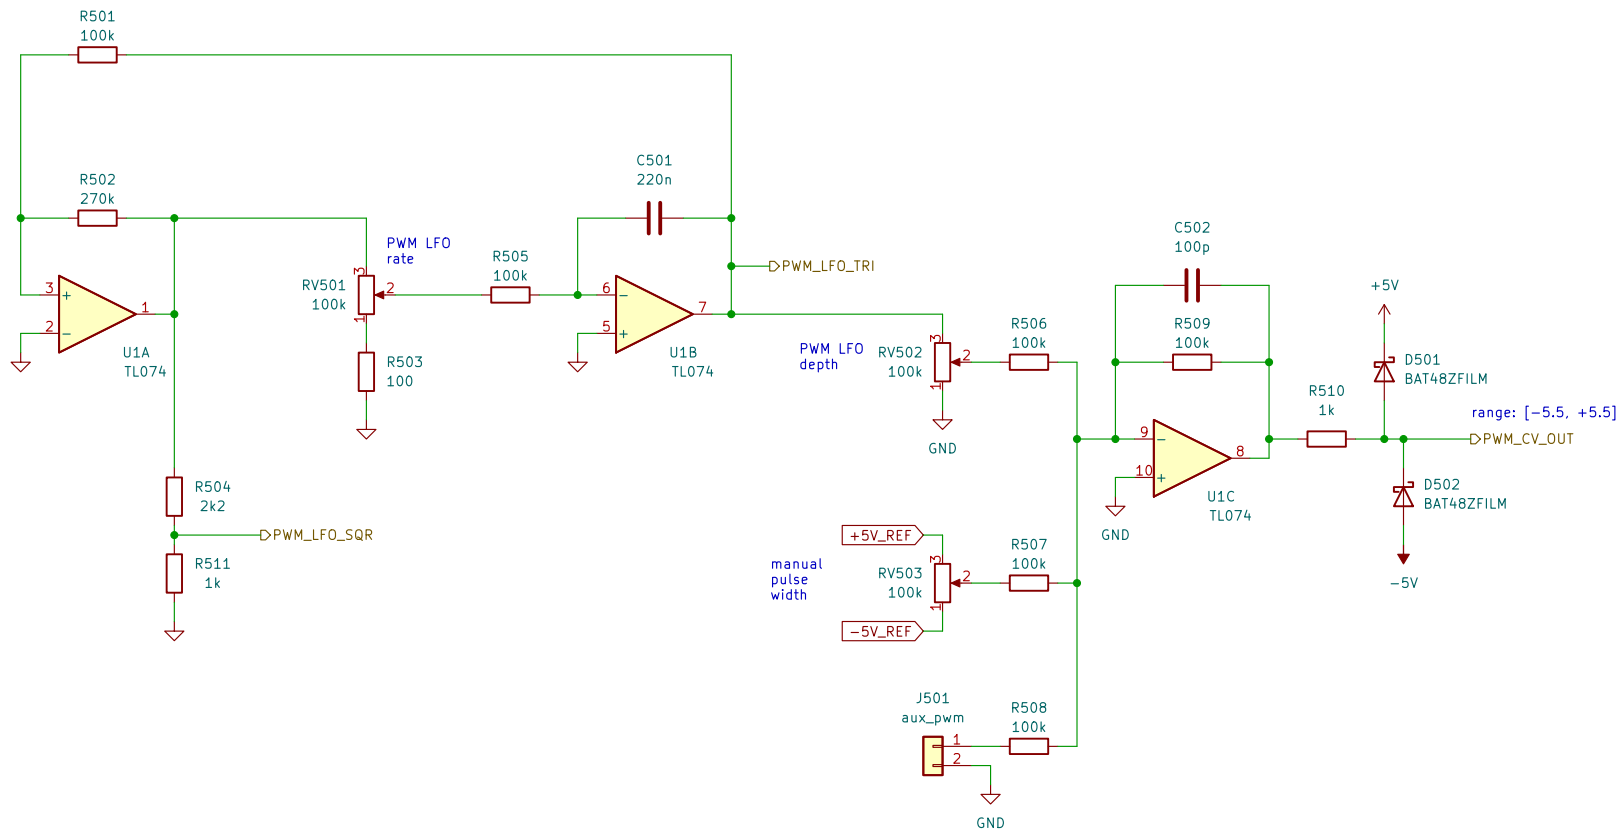 R501
100k
R502
270k
3
+
2
−
1
U1A
TL074
PWM LFO
rate
RV501
100k
3
2
1
R503
100
R504
2k2
PWM_LFO_SQR
R511
1k
R505
100k
C501
220n
6
−
5
+
7
U1B
TL074
PWM_LFO_TRI
PWM LFO
depth
RV502
100k
3
2
1
GND
R506
100k
+5V_REF
manual
pulse
width
RV503
100k
3
2
1
−5V_REF
R507
100k
J501
aux_pwm
1
2
GND
R508
100k
C502
100p
R509
100k
9
−
10
+
8
U1C
TL074
GND
R510
1k
+5V
D501
BAT48ZFILM
range: [−5.5, +5.5]
PWM_CV_OUT
D502
BAT48ZFILM
−5V